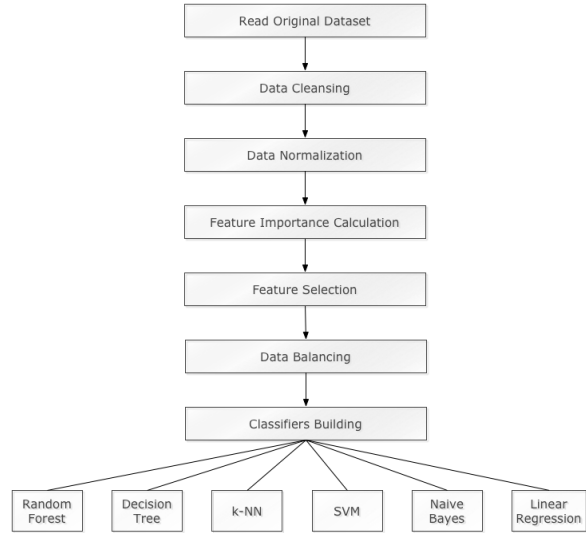 Read Original Dataset
Data Cleansing
Data Normalization
Feature Importance Calculation
Feature Selection
Data Balancing
Classifiers Building
Random
Forest
Decision
Tree
k-NN
SVM
Naive
Bayes
Linear
Regression